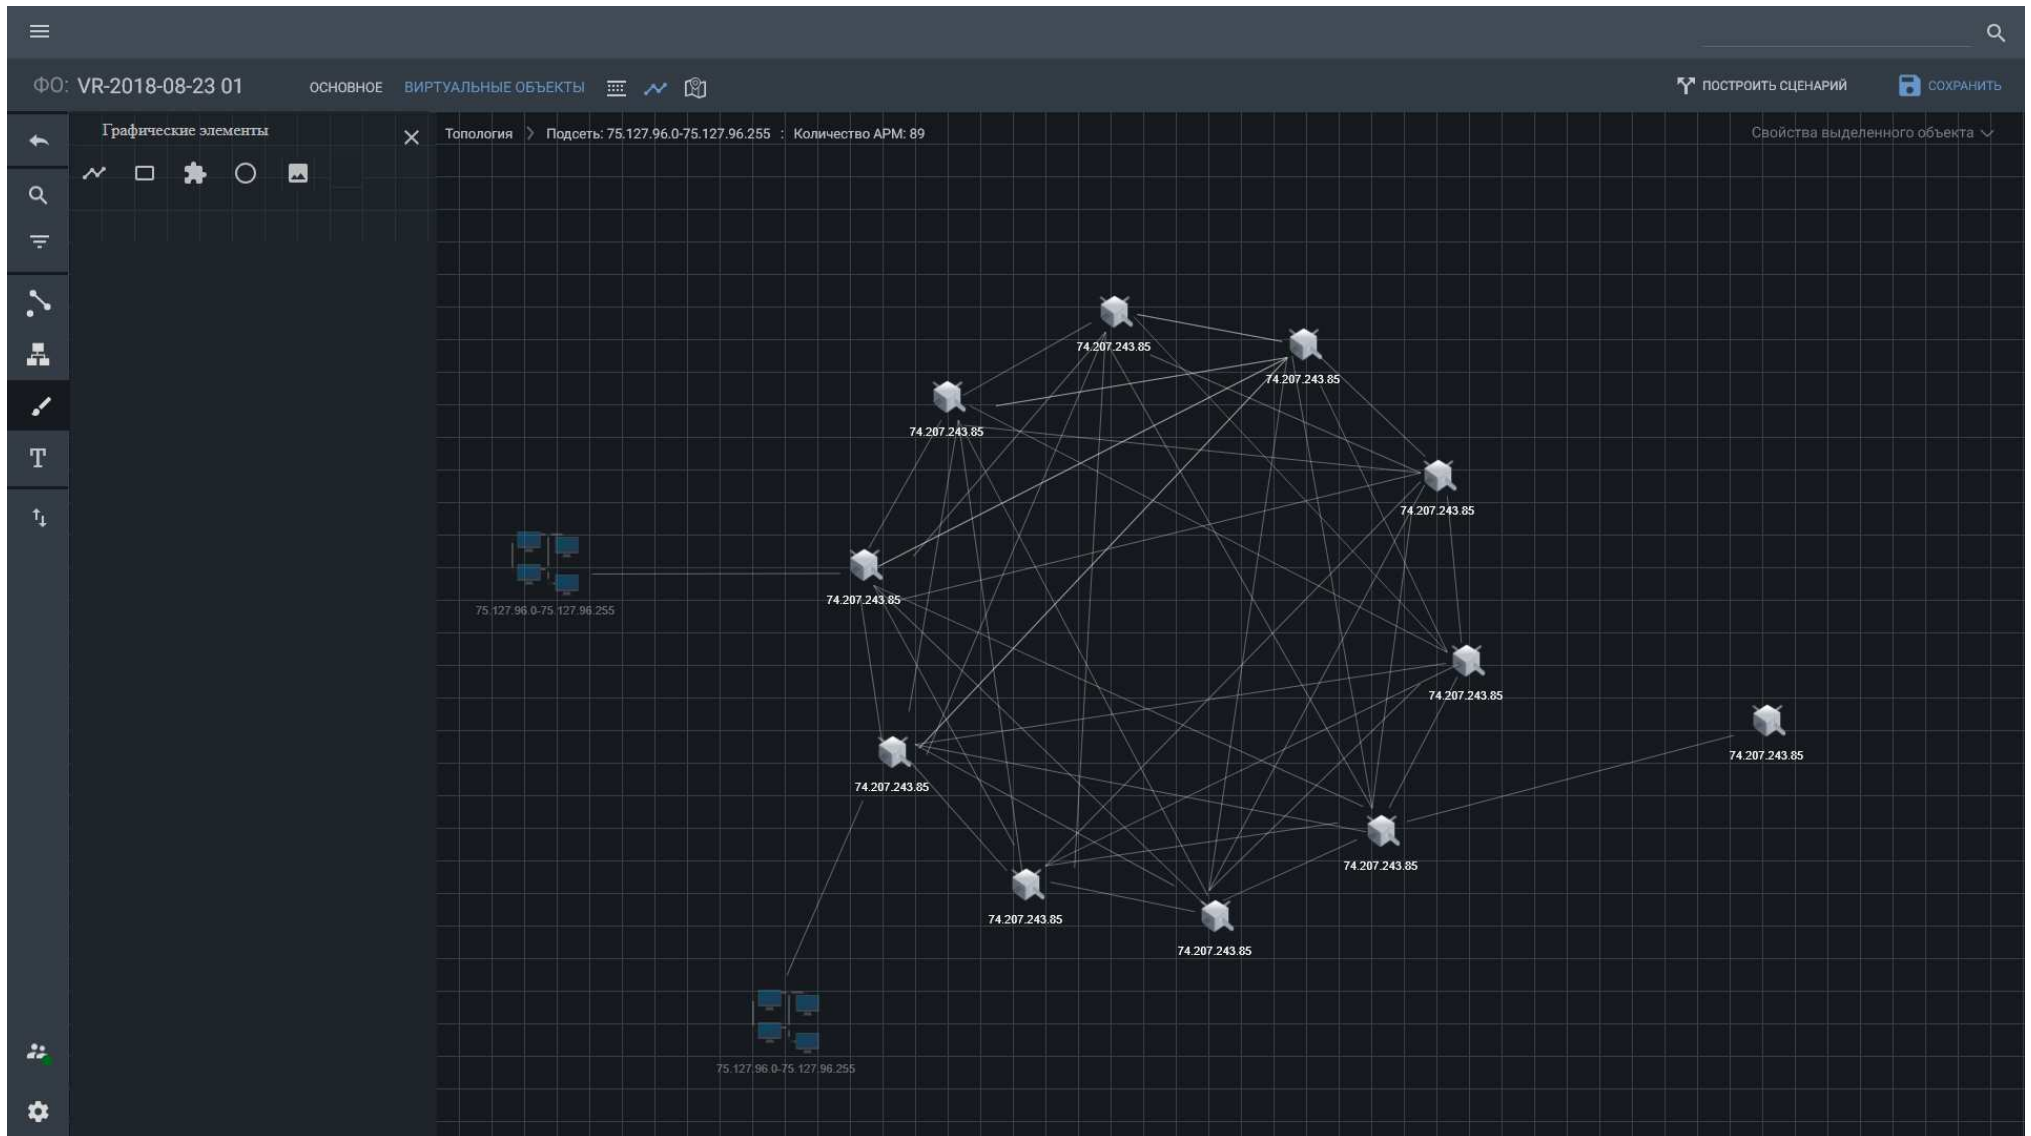 ФО: VR-2018-08-23 01 ОСНОВНОЕ ВИРТУАЛЬНЫЕ ОБЪЕКТЫ ПОСТРОИТЬ СЦЕНАРИЙ СОХРАНИТЬ
Графические элементы
Топология > Подсеть: 75.127.96.0-75.127.96.255 : Количество АРМ: 89
Свойства выделенного объекта
T
74.207.243.85
74.207.243.85
74.207.243.85
74.207.243.85
74.207.243.85
75.127.96.0-75.127.96.255
74.207.243.85
74.207.243.85
74.207.243.85
74.207.243.85
74.207.243.85
74.207.243.85
75.127.96.0-75.127.96.255